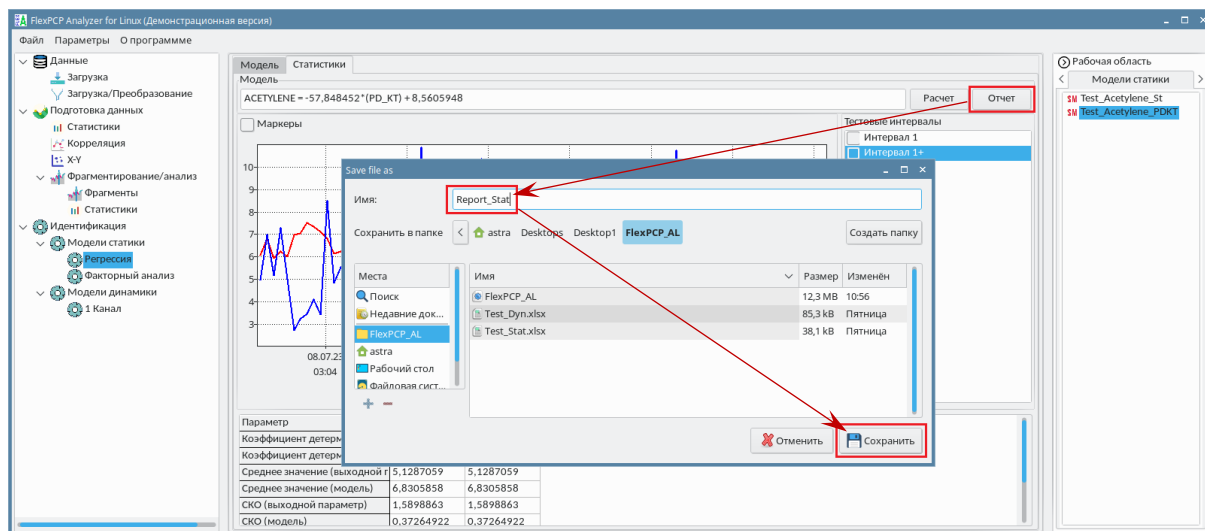 FlexPCP Analyzer for Linux (Демонстрационная версия)
Файл Параметры О программме
Данные
Загрузка
Загрузка/Преобразование
Подготовка данных
Статистики
Корреляция
X-Y
Фрагментирование/анализ
Фрагменты
Статистики
Идентификация
Модели статики
Регрессия
Факторный анализ
Модели динамики
1 Канал
Модель Статистики
Модель
ACETYLENE = -57,848452*(PD_KT) + 8,5605948
Расчет Отчет
Маркеры
10
9
8
7
6
5
4
3
08.07.23
03:04
Тестовые интервалы
Интервал 1
Интервал 1+
Save file as
Имя: Report_Stat
Сохранить в папке < astra Desktops Desktop1 FlexPCP_AL Создать папку
Места
Поиск
Недавние док...
FlexPCP_AL
astra
Рабочий стол
Файловая сист...
Имя Размер Изменён
FlexPCP_AL 12,3 MB 10:56
Test_Dyn.xlsx 85,3 kB Пятница
Test_Stat.xlsx 38,1 kB Пятница
Отменить Сохранить
Параметр
Коэффициент детерм
Коэффициент детерм
Среднее значение (выходной п 5,1287059 5,1287059
Среднее значение (модель) 6,8305858 6,8305858
СКО (выходной параметр) 1,5898863 1,5898863
СКО (модель) 0,37264922 0,37264922
Рабочая область
< Модели статики >
SM Test_Acetylene_St
SM Test_Acetylene_PDKT